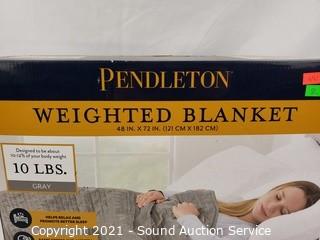 PENDLETON
WEIGHTED BLANKET
48 IN. X 72 IN. (121 CM X 182 CM)
Designed to be about
10-12% of your body weight
10 LBS.
GRAY
HELPS RELAX AND
PROMOTE BETTER SLEEP
Copyright 2021 - Sound Auction Service